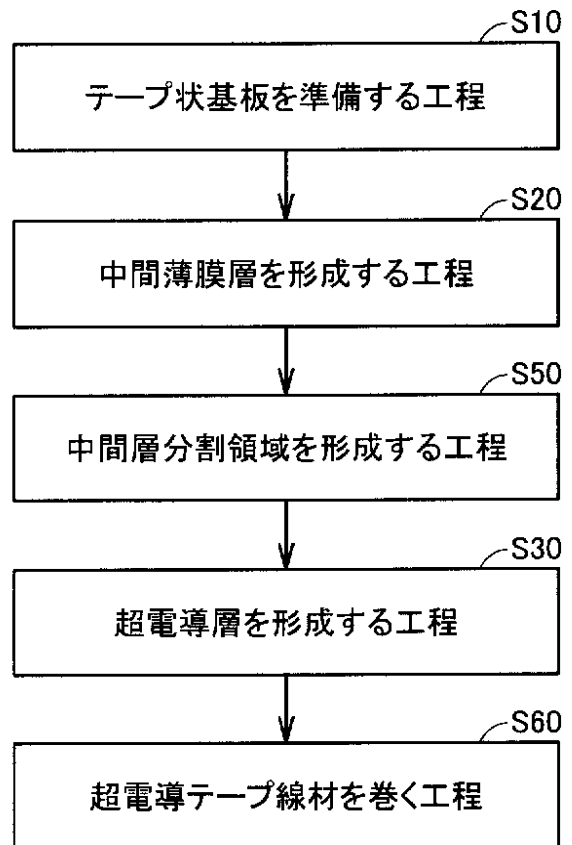 S10
テープ状基板を準備する工程
S20
中間薄膜層を形成する工程
S50
中間層分割領域を形成する工程
S30
超電導層を形成する工程
S60
超電導テープ線材を巻く工程